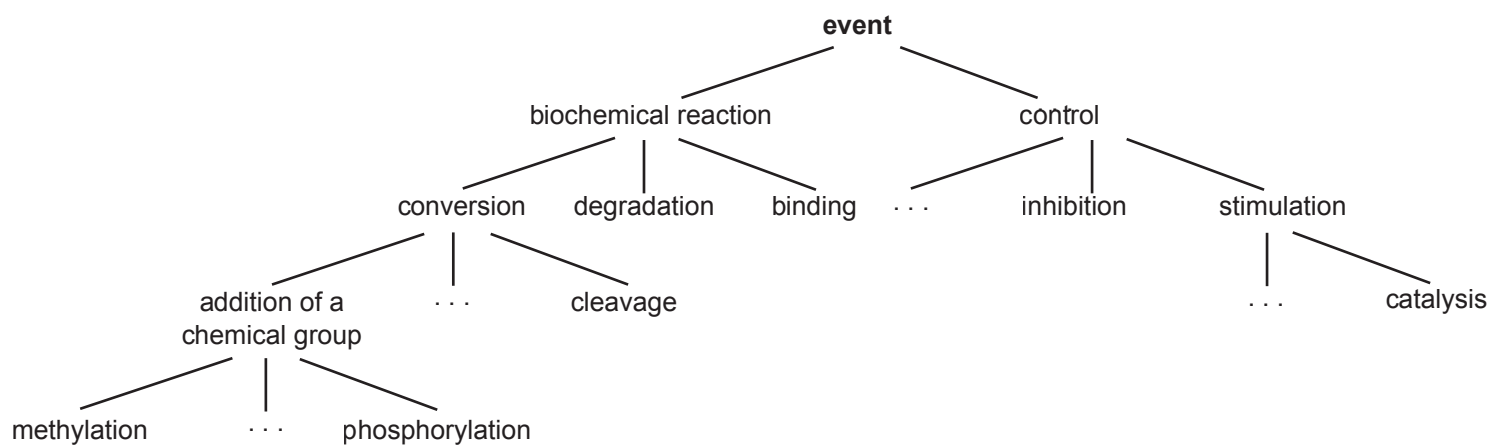 event
biochemical reaction
control
conversion
degradation
binding
. . .
inhibition
stimulation
addition of a
chemical group
. . .
cleavage
. . .
catalysis
methylation
. . .
phosphorylation